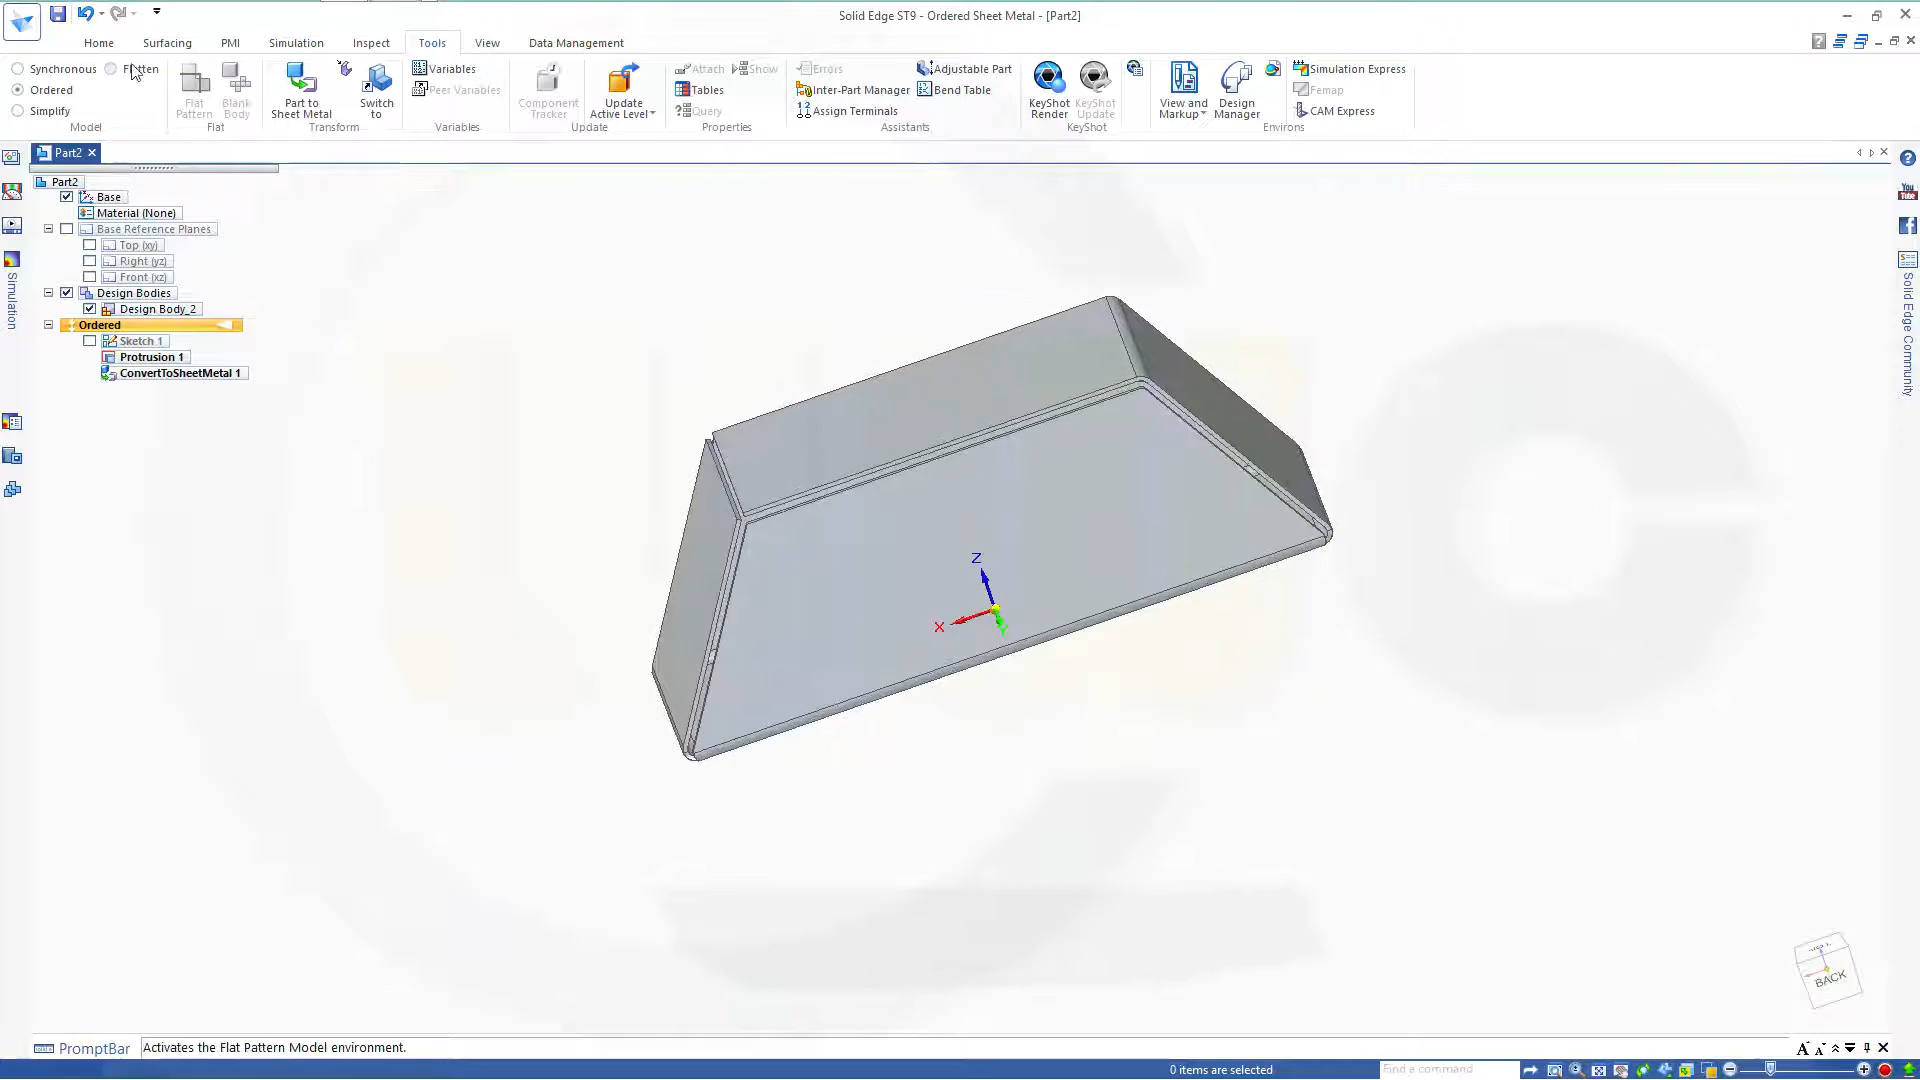 Solid Edge ST9 - Ordered Sheet Metal - [Part2]
Home Surfacing PMI Simulation Inspect Tools View Data Management
Synchronous Flatten
Ordered
Simplify
Model
Flat Pattern
Blank Body
Flat
Part to Sheet Metal
Switch to
Transform
Variables
Peer Variables
Variables
Component Tracker
Update Active Level
Update
Attach Show
Tables
Query
Properties
Errors
Inter-Part Manager
Assign Terminals
Adjustable Part
Bend Table
Assistants
KeyShot Render
KeyShot Update
KeyShot
View and Markup
Design Manager
Simulation Express
Femap
CAM Express
Environs
Part2
Part2
Base
Material (None)
Base Reference Planes
Top (xy)
Right (yz)
Front (xz)
Design Bodies
Design Body_2
Ordered
Sketch 1
Protrusion 1
ConvertToSheetMetal 1
Simulation
You Tube
Solid Edge Community
Z
X
Y
BACK
PromptBar
Activates the Flat Pattern Model environment.
0 items are selected
Find a command